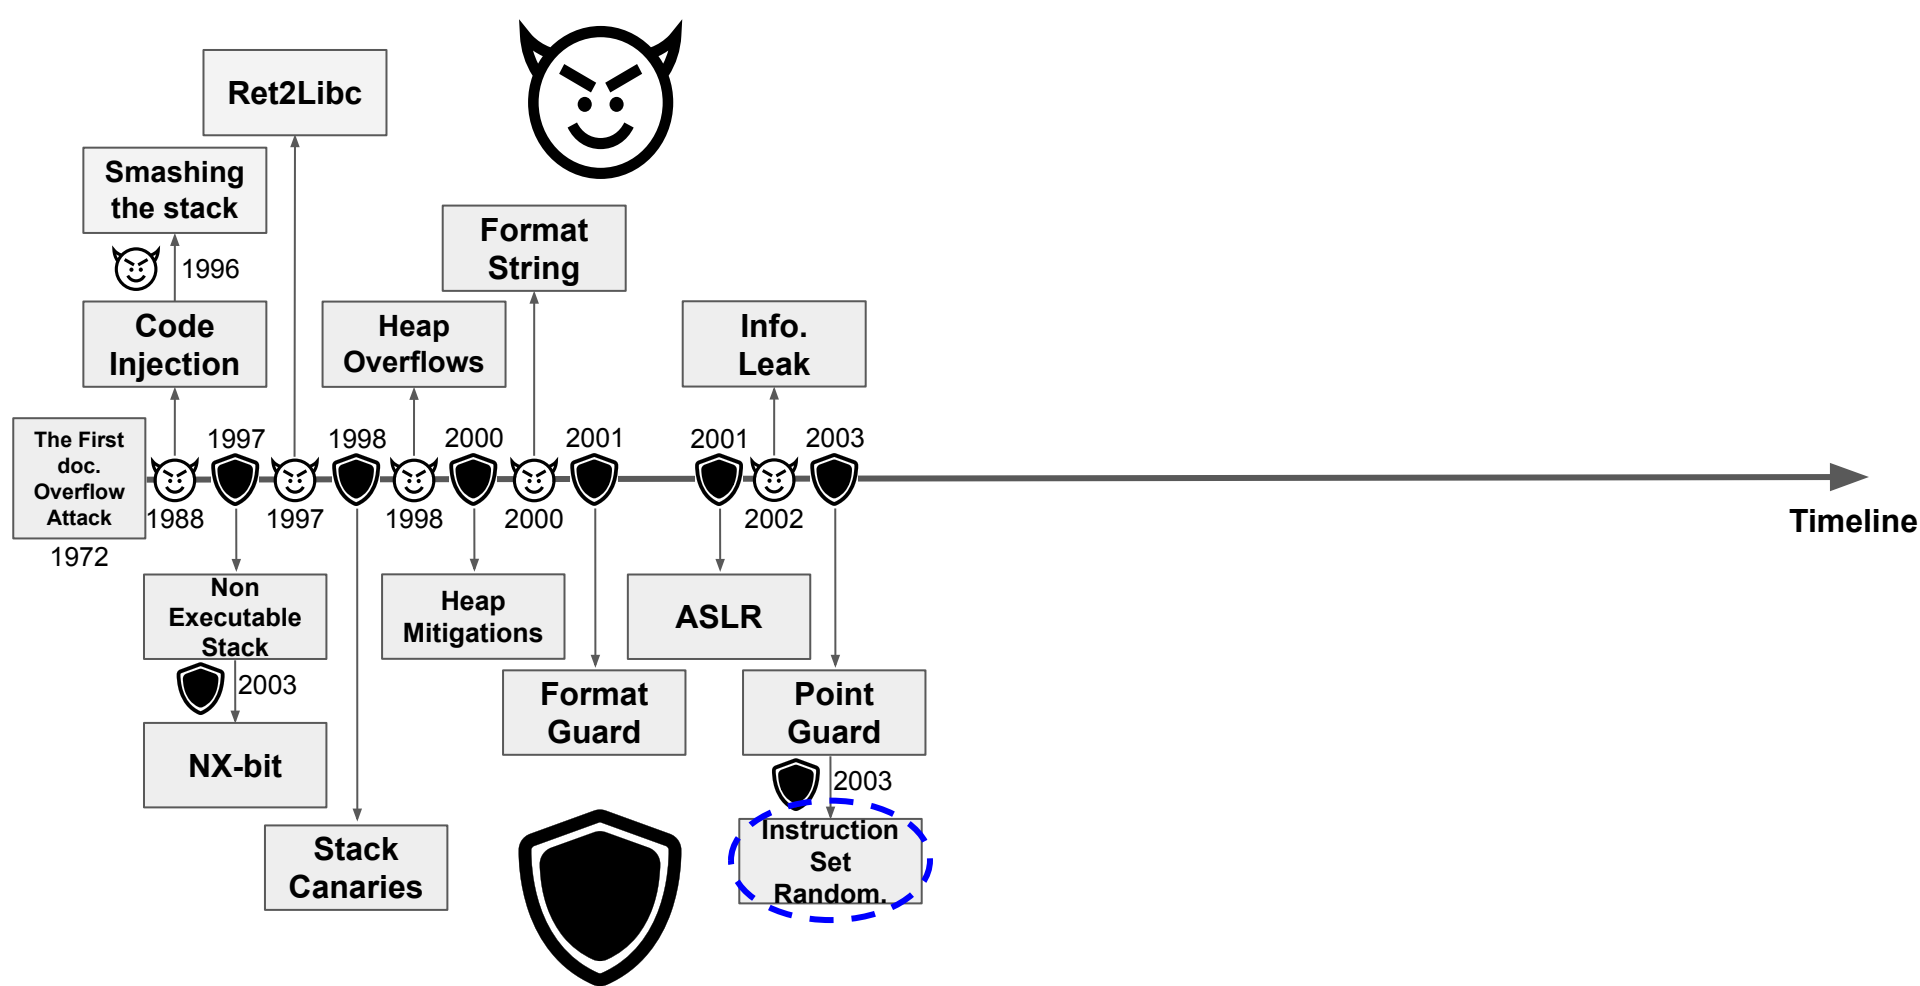 Ret2Libc
Smashing
the stack
1996
Format
String
Code
Injection
Heap
Overflows
Info.
Leak
The First
doc.
Overflow
Attack
1972
1997
1998
2000
2001
2001
2003
1988
1997
1998
2000
2002
Timeline
Non
Executable
Stack
2003
NX-bit
Heap
Mitigations
ASLR
Format
Guard
Point
Guard
2003
Stack
Canaries
Instruction
Set
Random.